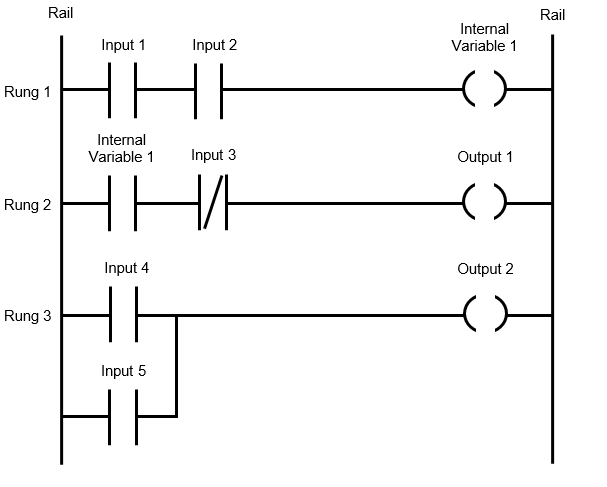 Rail
Rail
Input 1
Input 2
Internal
Variable 1
Rung 1
Internal
Variable 1
Input 3
Output 1
Rung 2
Input 4
Output 2
Rung 3
Input 5